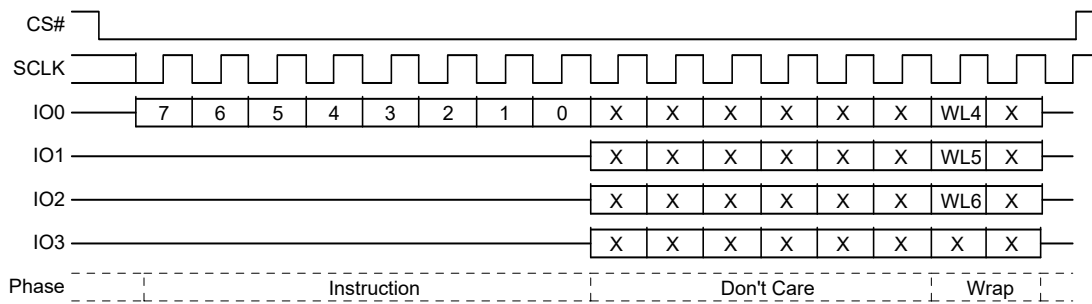 CS#
SCLK
IO0 7 6 5 4 3 2 1 0 X X X X X X WL4 X
IO1 X X X X X X WL5 X
IO2 X X X X X X WL6 X
IO3 X X X X X X X X
Phase Instruction Don't Care Wrap